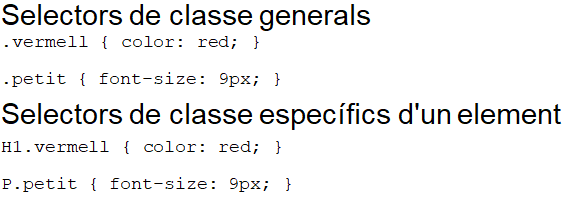 Selectors de classe generals
.vermell { color: red; }
.petit { font-size: 9px; }
Selectors de classe específics d'un element
H1.vermell { color: red; }
P.petit { font-size: 9px; }